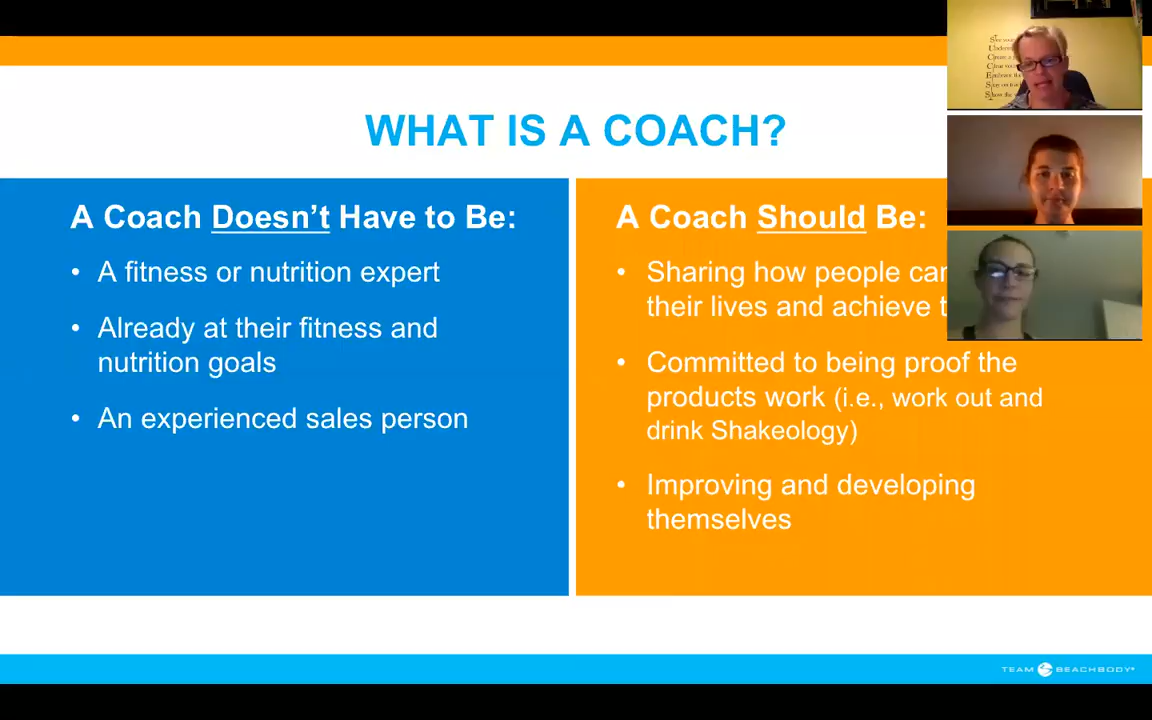 WHAT IS A COACH?
A Coach Doesn't Have to Be:
• A fitness or nutrition expert
• Already at their fitness and
nutrition goals
• An experienced sales person
A Coach Should Be:
• Sharing how people can
their lives and achieve
• Committed to being proof the
products work (i.e., work out and
drink Shakeology)
• Improving and developing
themselves
TEAM BEACHBODY